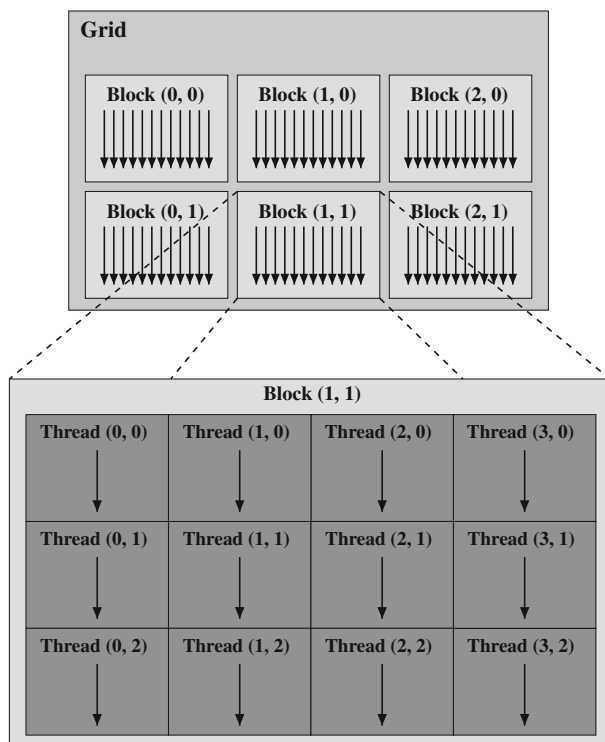 Grid
Block (0, 0) Block (1, 0) Block (2, 0)
Block (0, 1) Block (1, 1) Block (2, 1)
Block (1, 1)
Thread (0, 0) Thread (1, 0) Thread (2, 0) Thread (3, 0)
Thread (0, 1) Thread (1, 1) Thread (2, 1) Thread (3, 1)
Thread (0, 2) Thread (1, 2) Thread (2, 2) Thread (3, 2)